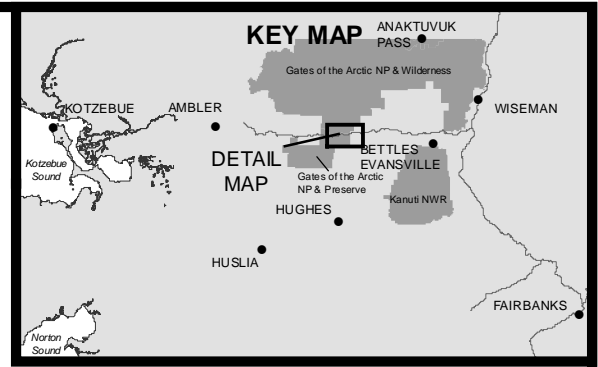 KEY MAP
ANAKTUVUK
PASS
Gates of the Arctic NP & Wilderness
KOTZEBUE
AMBLER
WISEMAN
Kotzebue
Sound
DETAIL
MAP
BETTLES
EVANSVILLE
Gates of the Arctic
NP & Preserve
Kanuti NWR
HUGHES
HUSLIA
FAIRBANKS
Norton
Sound